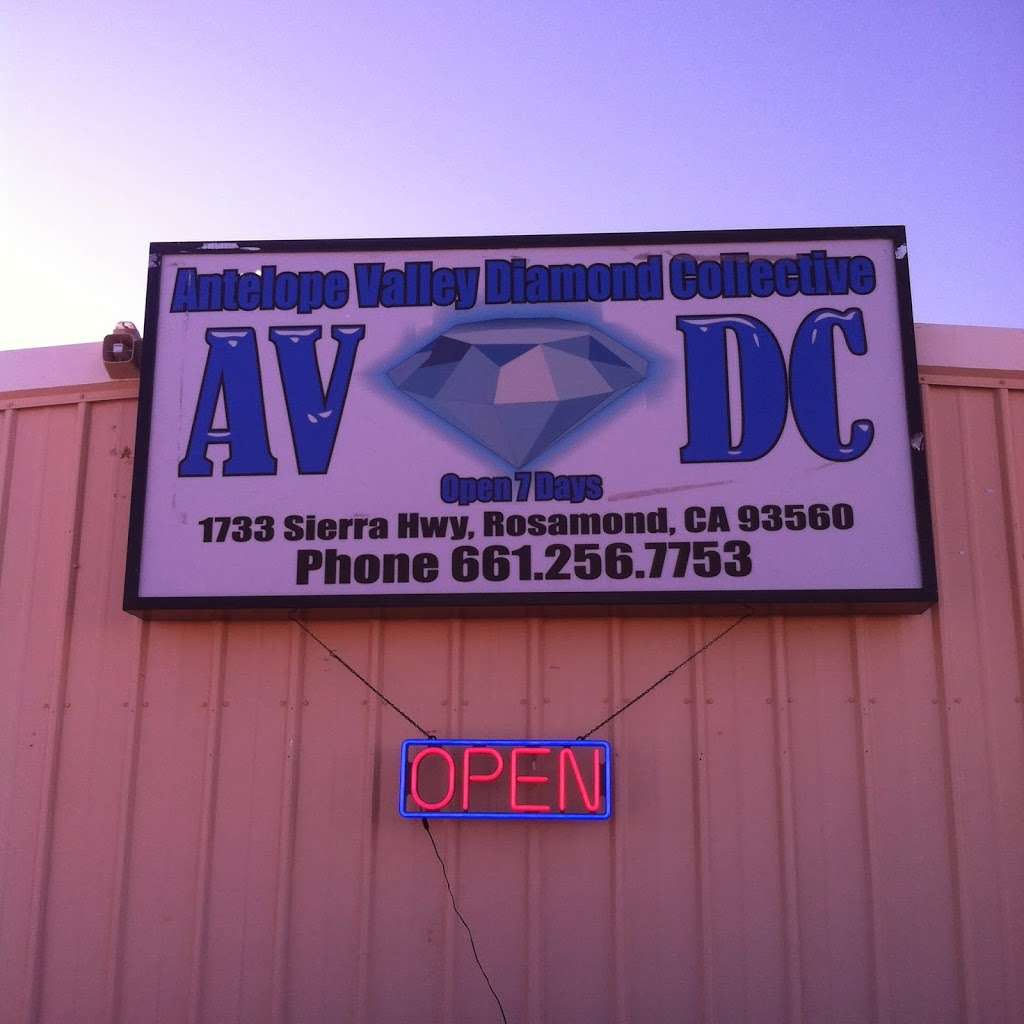 Antelope Valley Diamond Collective
AV DC
Open 7 Days
1733 Sierra Hwy, Rosamond, CA 93560
Phone 661.256.7753
OPEN